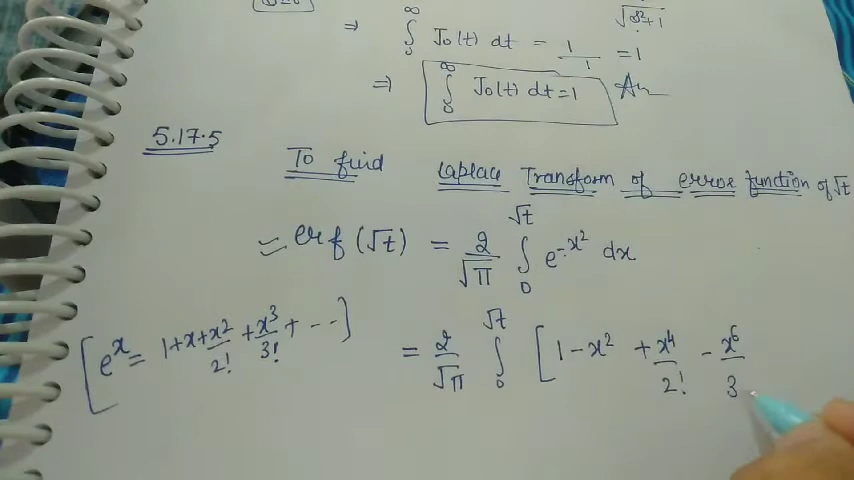 √s²+1
⇒ ∫₀^∞ J₀(t) dt = 1/1 = 1
⇒ ∫₀^∞ J₀(t) dt = 1 Ans
5.17.5
To find Laplace Transform of error function of √t
erf (√t) = 2/√π ∫₀^√t e^-x² dx
[e^x = 1+x+x²/2! + x³/3! + ---]
= 2/√π ∫₀^√t [1 - x² + x⁴/2! - x⁶/3